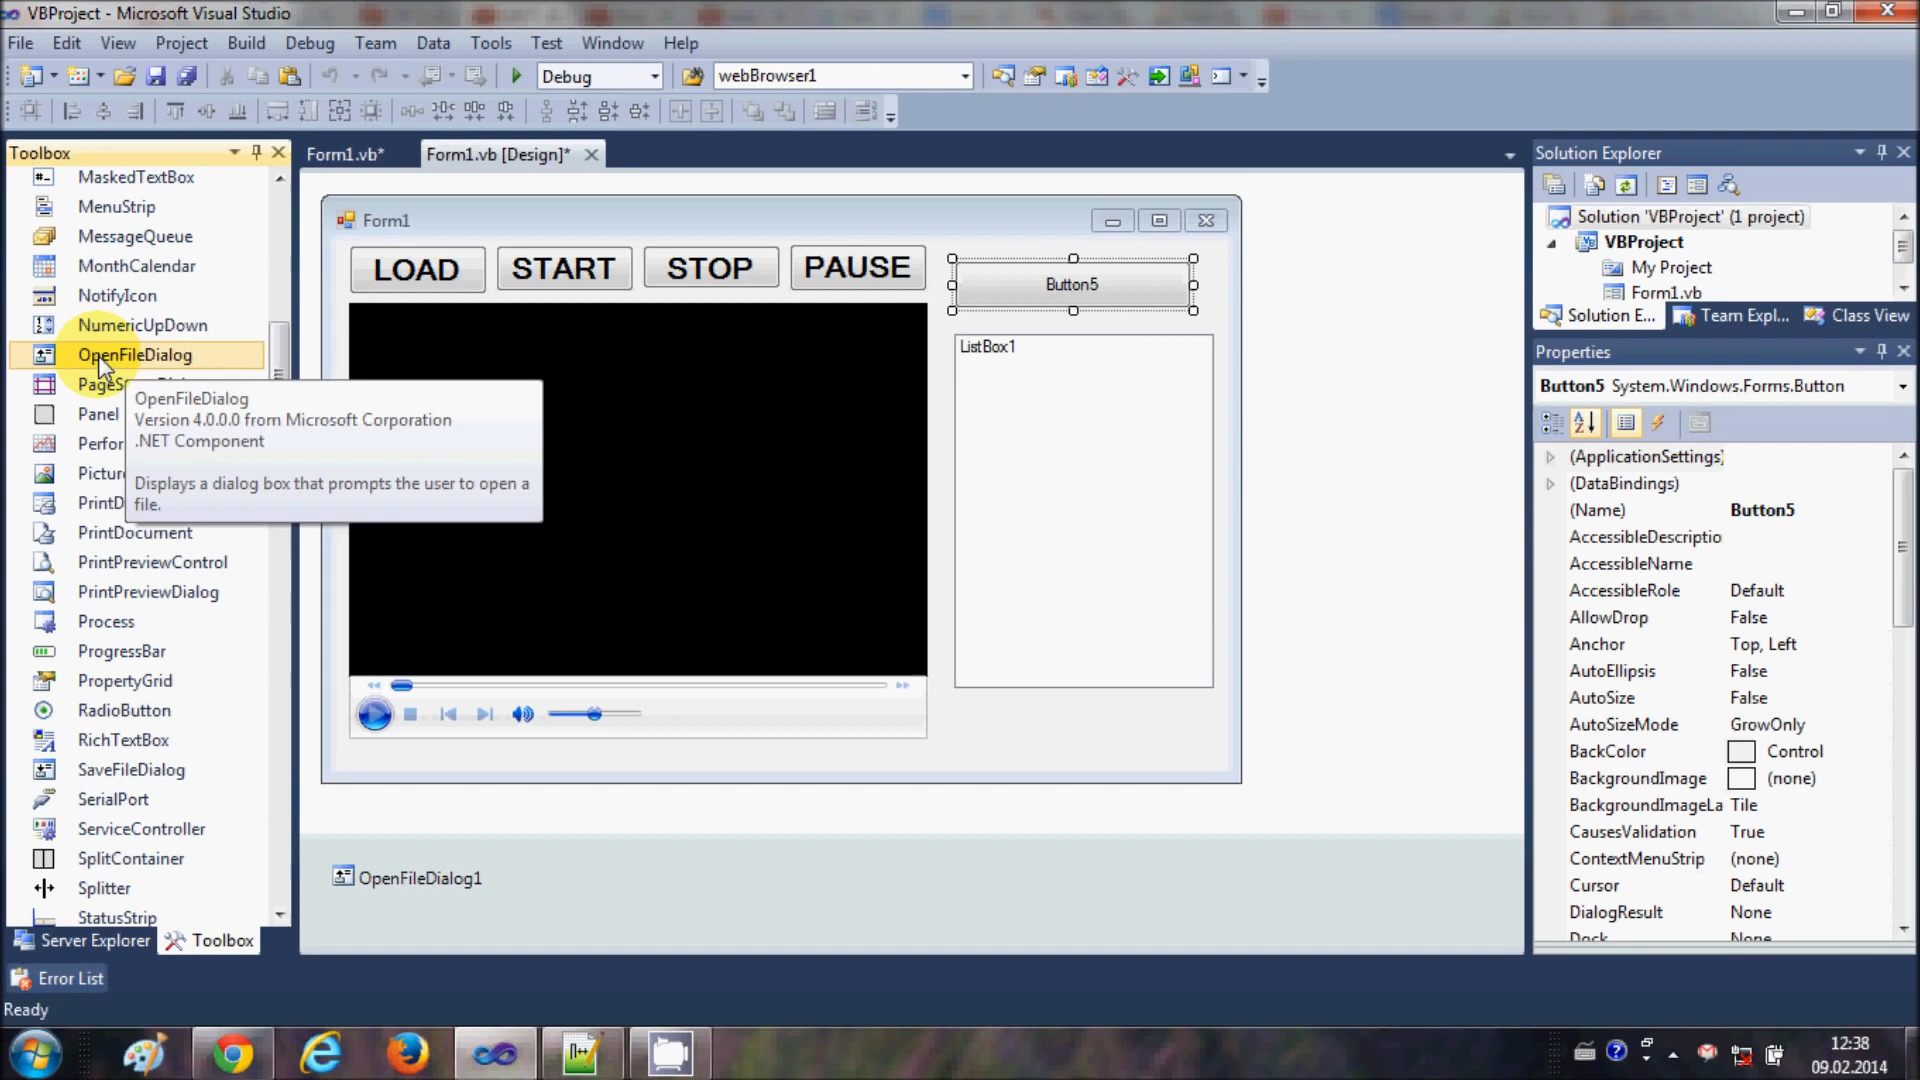 VBProject - Microsoft Visual Studio
File Edit View Project Build Debug Team Data Tools Test Window Help
Debug webBrowser1
Toolbox
MaskedTextBox
MenuStrip
MessageQueue
MonthCalendar
NotifyIcon
NumericUpDown
OpenFileDialog
PageS
Panel
Perfor
Pictur
PrintD
PrintDocument
PrintPreviewControl
PrintPreviewDialog
Process
ProgressBar
PropertyGrid
RadioButton
RichTextBox
SaveFileDialog
SerialPort
ServiceController
SplitContainer
Splitter
StatusStrip
Server Explorer Toolbox
OpenFileDialog
Version 4.0.0.0 from Microsoft Corporation
.NET Component
Displays a dialog box that prompts the user to open a
file.
Form1.vb* Form1.vb [Design]*
Form1
LOAD START STOP PAUSE
Button5
ListBox1
OpenFileDialog1
Solution Explorer
Solution 'VBProject' (1 project)
VBProject
My Project
Form1.vb
Solution E... Team Expl... Class View
Properties
Button5 System.Windows.Forms.Button
(ApplicationSettings)
(DataBindings)
(Name) Button5
AccessibleDescriptio
AccessibleName
AccessibleRole Default
AllowDrop False
Anchor Top, Left
AutoEllipsis False
AutoSize False
AutoSizeMode GrowOnly
BackColor Control
BackgroundImage (none)
BackgroundImageLa Tile
CausesValidation True
ContextMenuStrip (none)
Cursor Default
DialogResult None
Dock None
Error List
Ready
12:38
09.02.2014